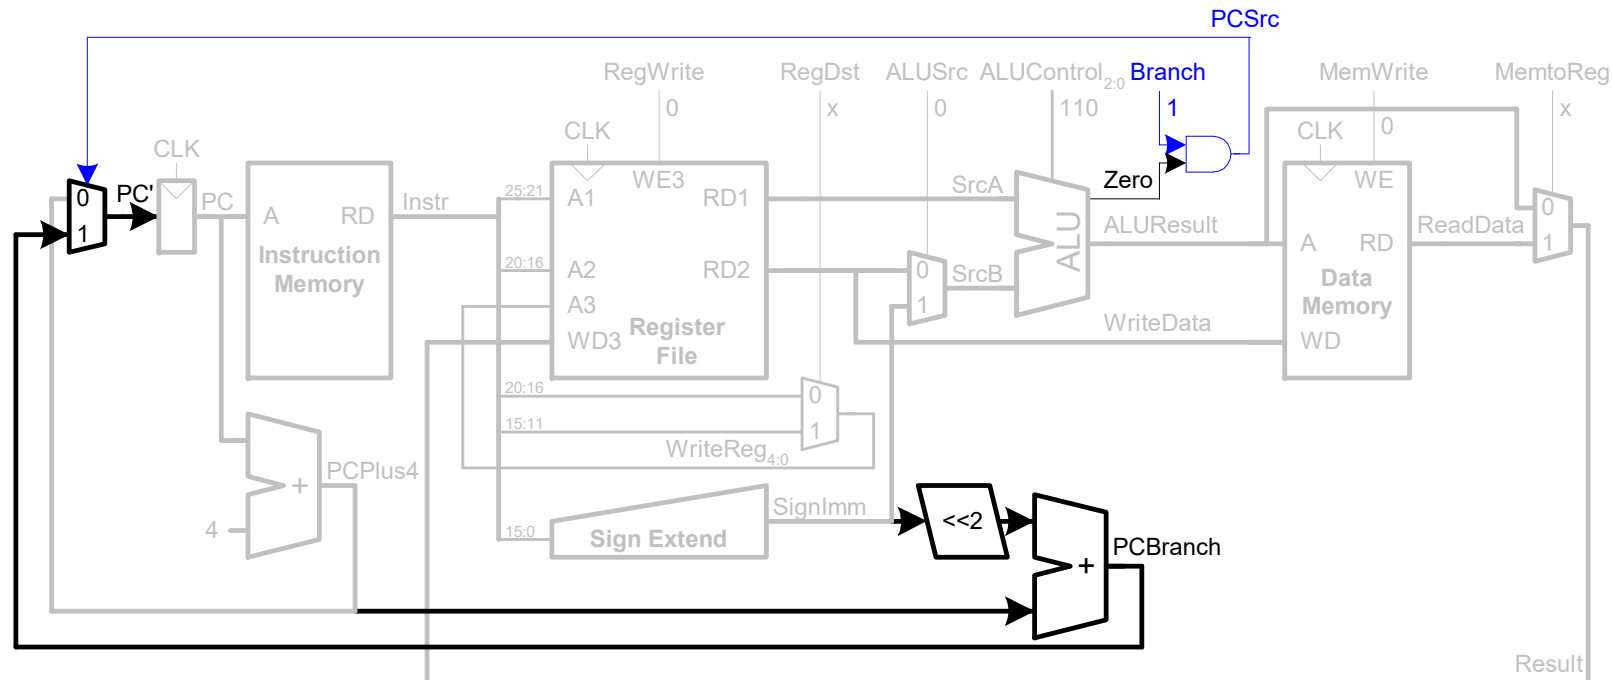 PCSrc
RegWrite RegDst ALUSrc ALUControl2:0 Branch MemWrite MemtoReg
0 x 0 110 1 0 x
CLK CLK CLK
PC' PC
0
1
A RD
Instruction
Memory
Instr
25:21
20:16
A1 WE3 RD1
A2 RD2
A3
WD3
Register
File
SrcA
0
1
SrcB
ALU
Zero
ALUResult
WriteData
A RD
WE
Data
Memory
WD
ReadData
0
1
20:16
15:11
0
1
WriteReg4:0
PCPlus4
+
4
15:0
Sign Extend
SignImm
<<2
+
PCBranch
Result